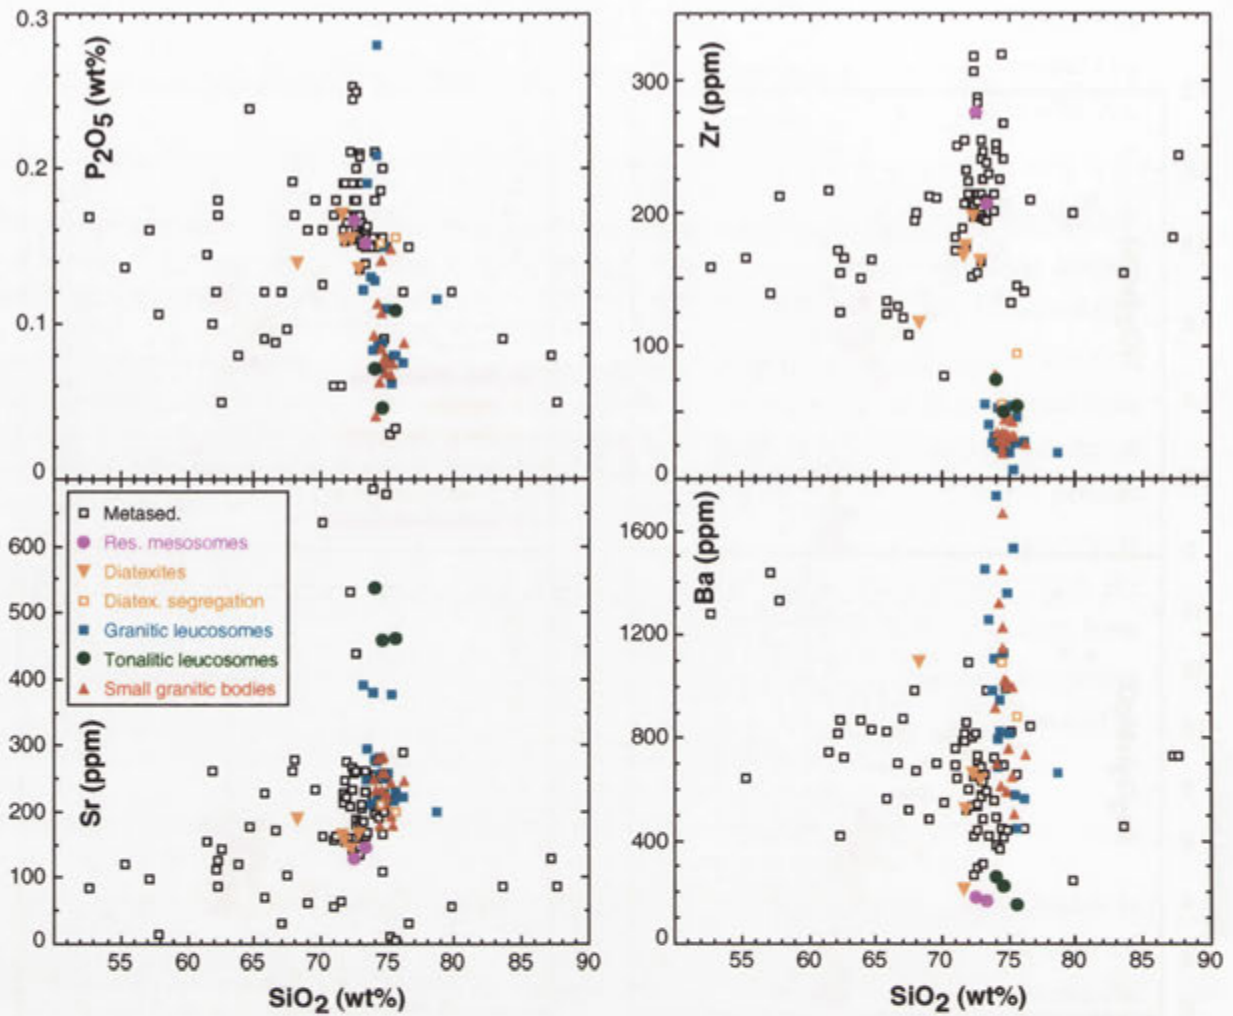 0.3
0.2
0.1
0
P2O5 (wt%)
300
200
100
0
Zr (ppm)
Metased.
Res. mesosomes
Diatexites
Diatex. segregation
Granitic leucosomes
Tonalitic leucosomes
Small granitic bodies
600
500
400
300
200
100
0
Sr (ppm)
55 60 65 70 75 80 85 90
SiO2 (wt%)
1600
1200
800
400
0
Ba (ppm)
55 60 65 70 75 80 85 90
SiO2 (wt%)